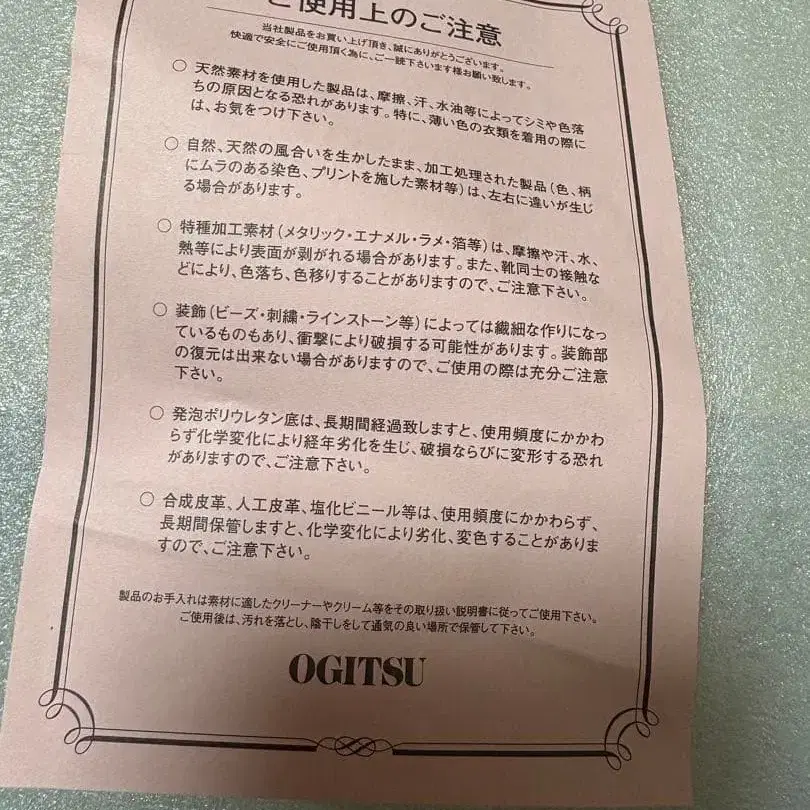 ご使用上のご注意
当社製品をお買い上げ頂き、誠にありがとうございます。
快適で安全にご使用頂く為に、ご一読下さいます様お願い致します。
○ 天然素材を使用した製品は、摩擦、汗、水油等によってシミや色落
ちの原因となる恐れがあります。特に、薄い色の衣類を着用の際に
は、お気をつけ下さい。
○ 自然、天然の風合いを生かしたまま、加工処理された製品(色、柄
にムラのある染色、プリントを施した素材等)は、左右に違いが生じ
る場合があります。
○ 特種加工素材(メタリック・エナメル・ラメ・箔等)は、摩擦や汗、水、
熱等により表面が剥がれる場合があります。また、靴同士の接触な
どにより、色落ち、色移りすることがありますので、ご注意下さい。
○ 装飾(ビーズ・刺繍・ラインストーン等)によっては繊細な作りになっ
ているものもあり、衝撃により破損する可能性があります。装飾部
の復元は出来ない場合がありますので、ご使用の際は充分ご注意
下さい。
○ 発泡ポリウレタン底は、長期間経過致しますと、使用頻度にかかわ
らず化学変化により経年劣化を生じ、破損ならびに変形する恐れ
がありますので、ご注意下さい。
○ 合成皮革、人工皮革、塩化ビニール等は、使用頻度にかかわらず、
長期間保管しますと、化学変化により劣化、変色することがありま
すので、ご注意下さい。
製品のお手入れは素材に適したクリーナーやクリーム等をその取り扱い説明書に従ってご使用下さい。
ご使用後は、汚れを落とし、陰干しをして通気の良い場所で保管して下さい。
OGITSU